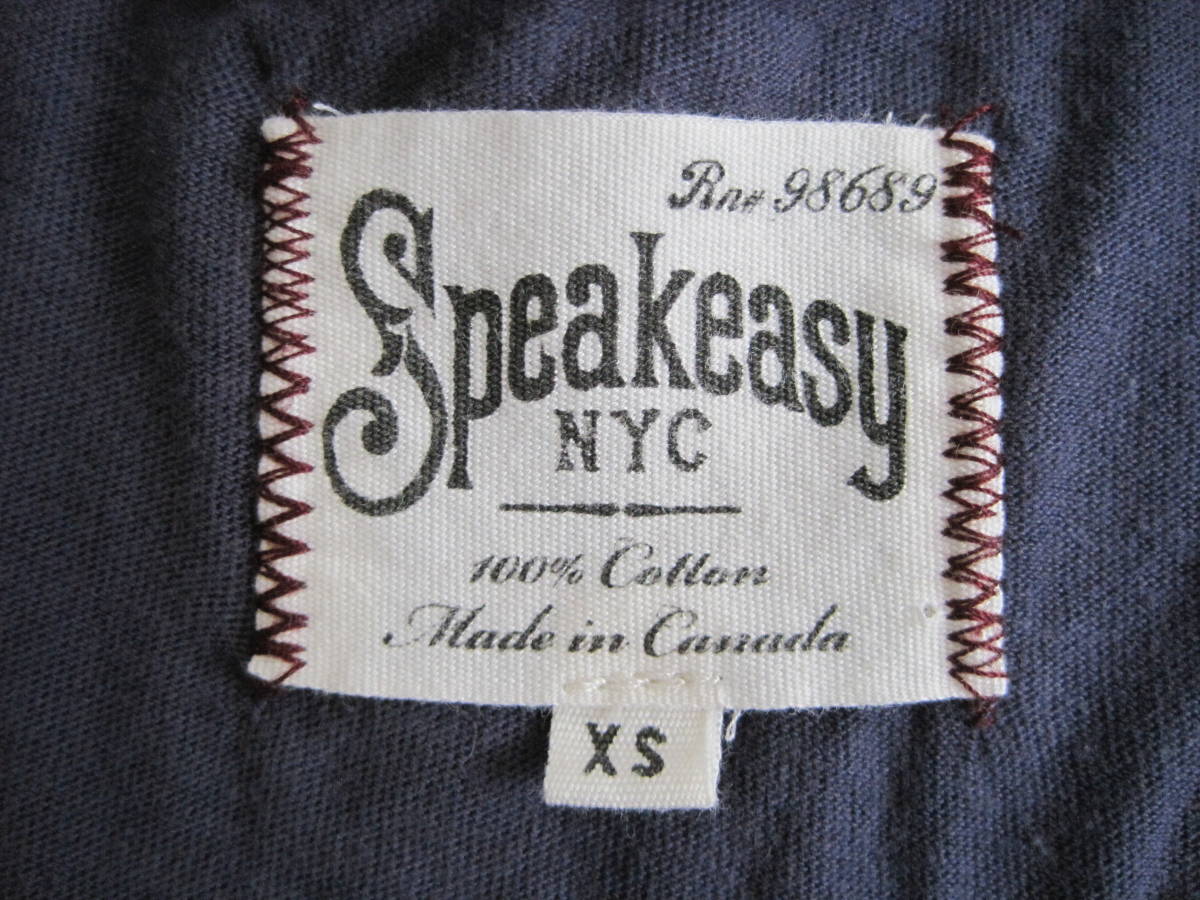 Rn# 98689
Speakeasy
NYC
100% Cotton
Made in Canada
XS